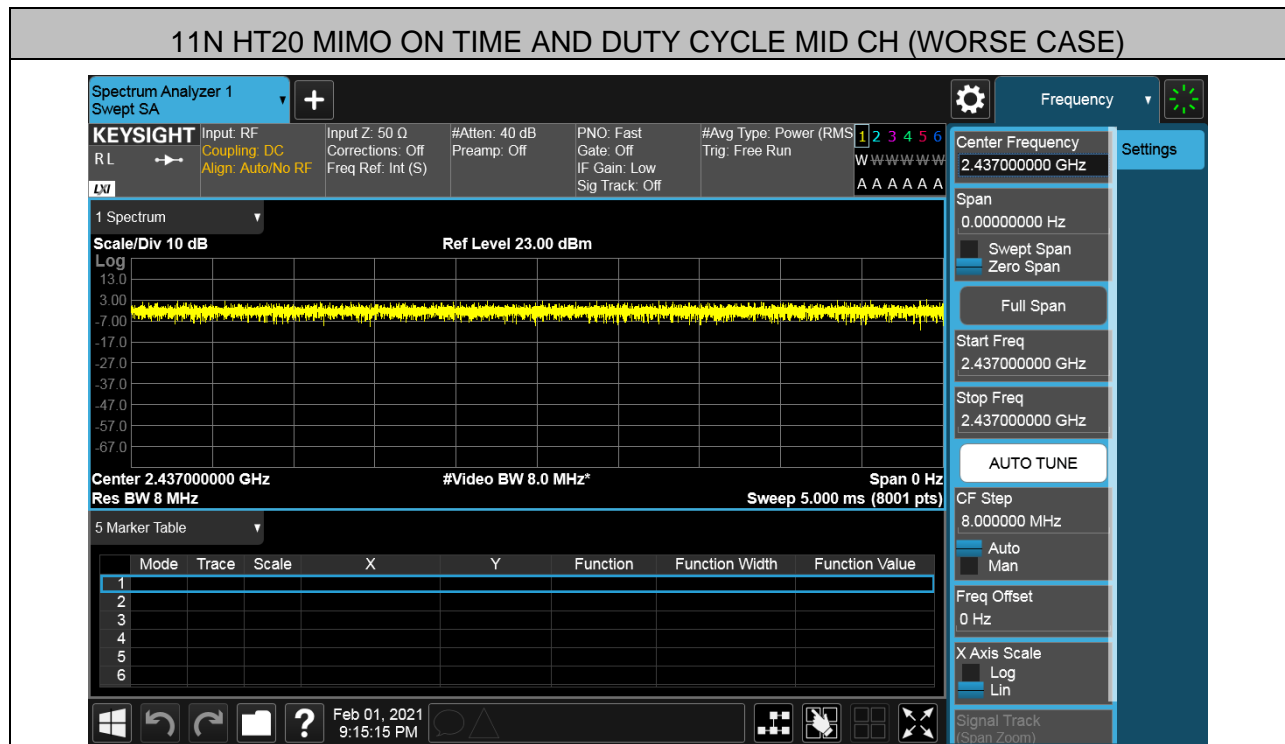 11N HT20 MIMO ON TIME AND DUTY CYCLE MID CH (WORSE CASE)
Spectrum Analyzer 1
Swept SA
Frequency
KEYSIGHT
RL
LXI
Input: RF
Coupling: DC
Align: Auto/No RF
Input Z: 50 Ω
Corrections: Off
Freq Ref: Int (S)
#Atten: 40 dB
Preamp: Off
PNO: Fast
Gate: Off
IF Gain: Low
Sig Track: Off
#Avg Type: Power (RMS
Trig: Free Run
1 2 3 4 5 6
W W W W W W
A A A A A A
1 Spectrum
Scale/Div 10 dB
Ref Level 23.00 dBm
Log
13.0
3.00
-7.00
-17.0
-27.0
-37.0
-47.0
-57.0
-67.0
Center 2.437000000 GHz
#Video BW 8.0 MHz*
Span 0 Hz
Res BW 8 MHz
Sweep 5.000 ms (8001 pts)
5 Marker Table
Mode Trace Scale X Y Function Function Width Function Value
1
2
3
4
5
6
Feb 01, 2021
9:15:15 PM
?
Center Frequency
2.437000000 GHz
Settings
Span
0.00000000 Hz
Swept Span
Zero Span
Full Span
Start Freq
2.437000000 GHz
Stop Freq
2.437000000 GHz
AUTO TUNE
CF Step
8.000000 MHz
Auto
Man
Freq Offset
0 Hz
X Axis Scale
Log
Lin
Signal Track
(Span Zoom)